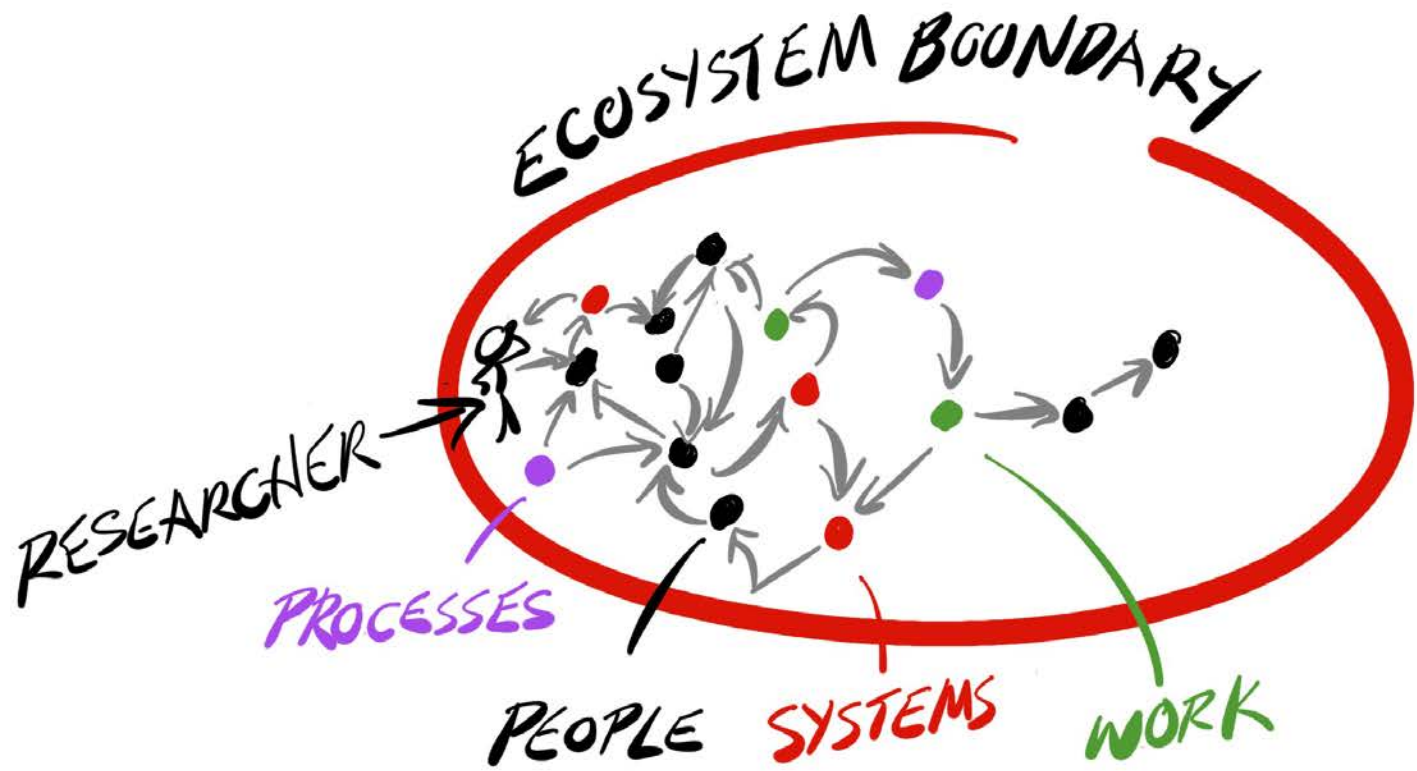 ECOSYSTEM BOUNDARY
RESEARCHER
PROCESSES
PEOPLE
SYSTEMS
WORK